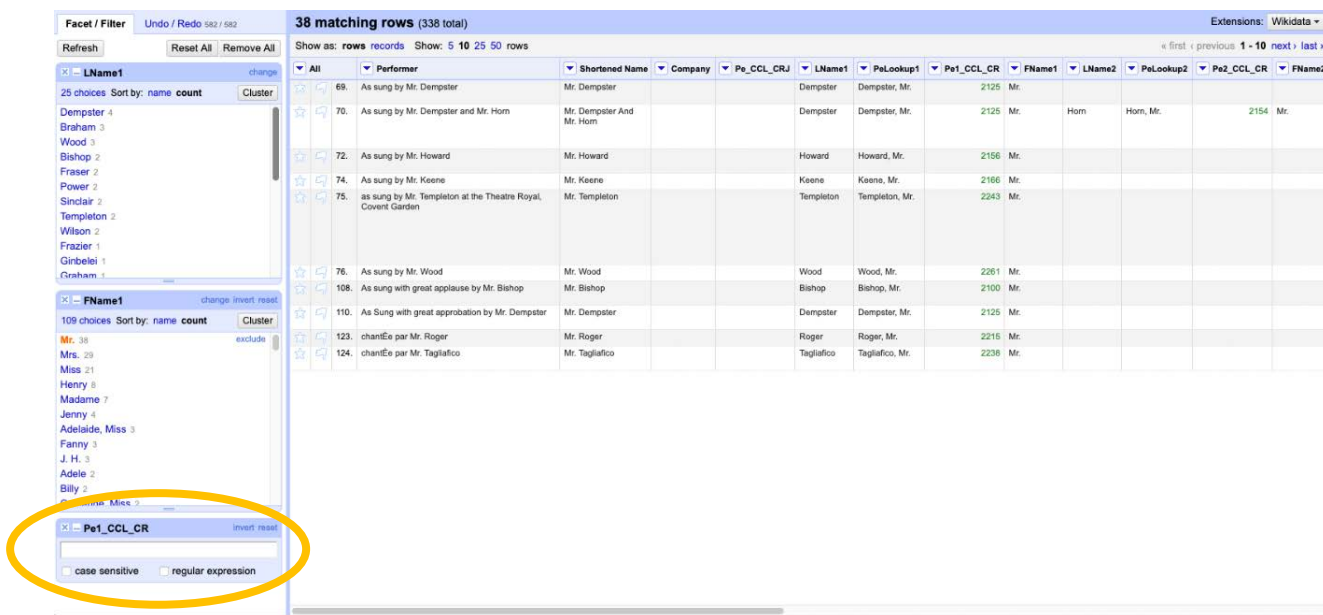 Facet / Filter Undo / Redo 582 / 582
Refresh Reset All Remove All
LName1 change
25 choices Sort by: name count Cluster
Dempster 4
Braham 3
Wood 3
Bishop 2
Fraser 2
Power 2
Sinclair 2
Templeton 2
Wilson 2
Frazier 1
Ginbelei 1
Graham 1
FName1 change invert reset
109 choices Sort by: name count Cluster
Mr. 38 exclude
Mrs. 29
Miss 21
Henry 8
Madame 7
Jenny 4
Adelaide, Miss 3
Fanny 3
J. H. 3
Adele 2
Billy 2
Miss 2
Pe1_CCL_CR invert reset
case sensitive regular expression
38 matching rows (338 total) Extensions: Wikidata
Show as: rows records Show: 5 10 25 50 rows « first ‹ previous 1 - 10 next › last »
All Performer Shortened Name Company Po_CCL_CRJ LName1 PeLookup1 Pe1_CCL_CR FName1 LName2 PeLookup2 Pe2_CCL_CR FName2
69. As sung by Mr. Dempster Mr. Dempster Dempster Dempster, Mr. 2125 Mr.
70. As sung by Mr. Dempster and Mr. Horn Mr. Dempster And Dempster Dempster, Mr. 2125 Mr. Horn Horn, Mr. 2154 Mr.
Mr. Horn
72. As sung by Mr. Howard Mr. Howard Howard Howard, Mr. 2156 Mr.
74. As sung by Mr. Keene Mr. Keene Keene Keene, Mr. 2166 Mr.
75. as sung by Mr. Templeton at the Theatre Royal, Mr. Templeton Templeton Templeton, Mr. 2243 Mr.
Covent Garden
76. As sung by Mr. Wood Mr. Wood Wood Wood, Mr. 2261 Mr.
108. As sung with great applause by Mr. Bishop Mr. Bishop Bishop Bishop, Mr. 2100 Mr.
110. As Sung with great approbation by Mr. Dempster Mr. Dempster Dempster Dempster, Mr. 2125 Mr.
123. chantÈe par Mr. Roger Mr. Roger Roger Roger, Mr. 2215 Mr.
124. chantÈe par Mr. Tagliafico Mr. Tagliafico Tagliafico Tagliafico, Mr. 2238 Mr.